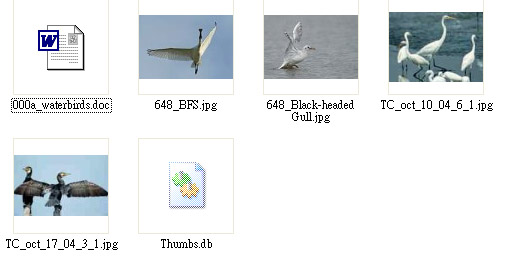 000a_waterbirds.doc
648_BFS.jpg
648_Black-headed
Gull.jpg
TC_oct_10_04_6_1.jpg
TC_oct_17_04_3_1.jpg
Thumbs.db